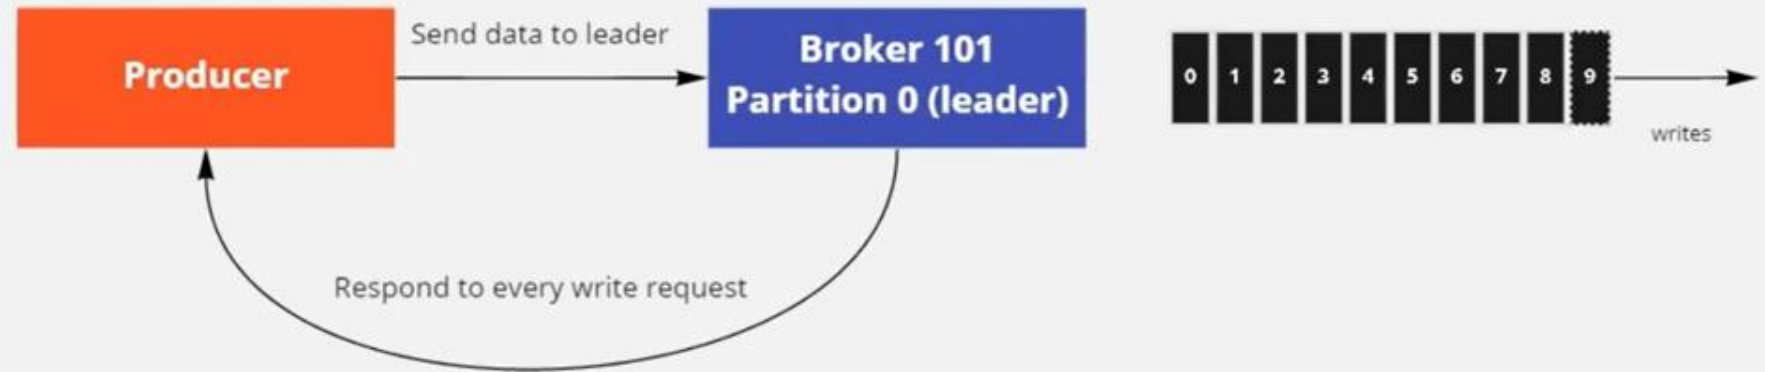 Producer
Send data to leader
Broker 101
Partition 0 (leader)
0 1 2 3 4 5 6 7 8 9
writes
Respond to every write request